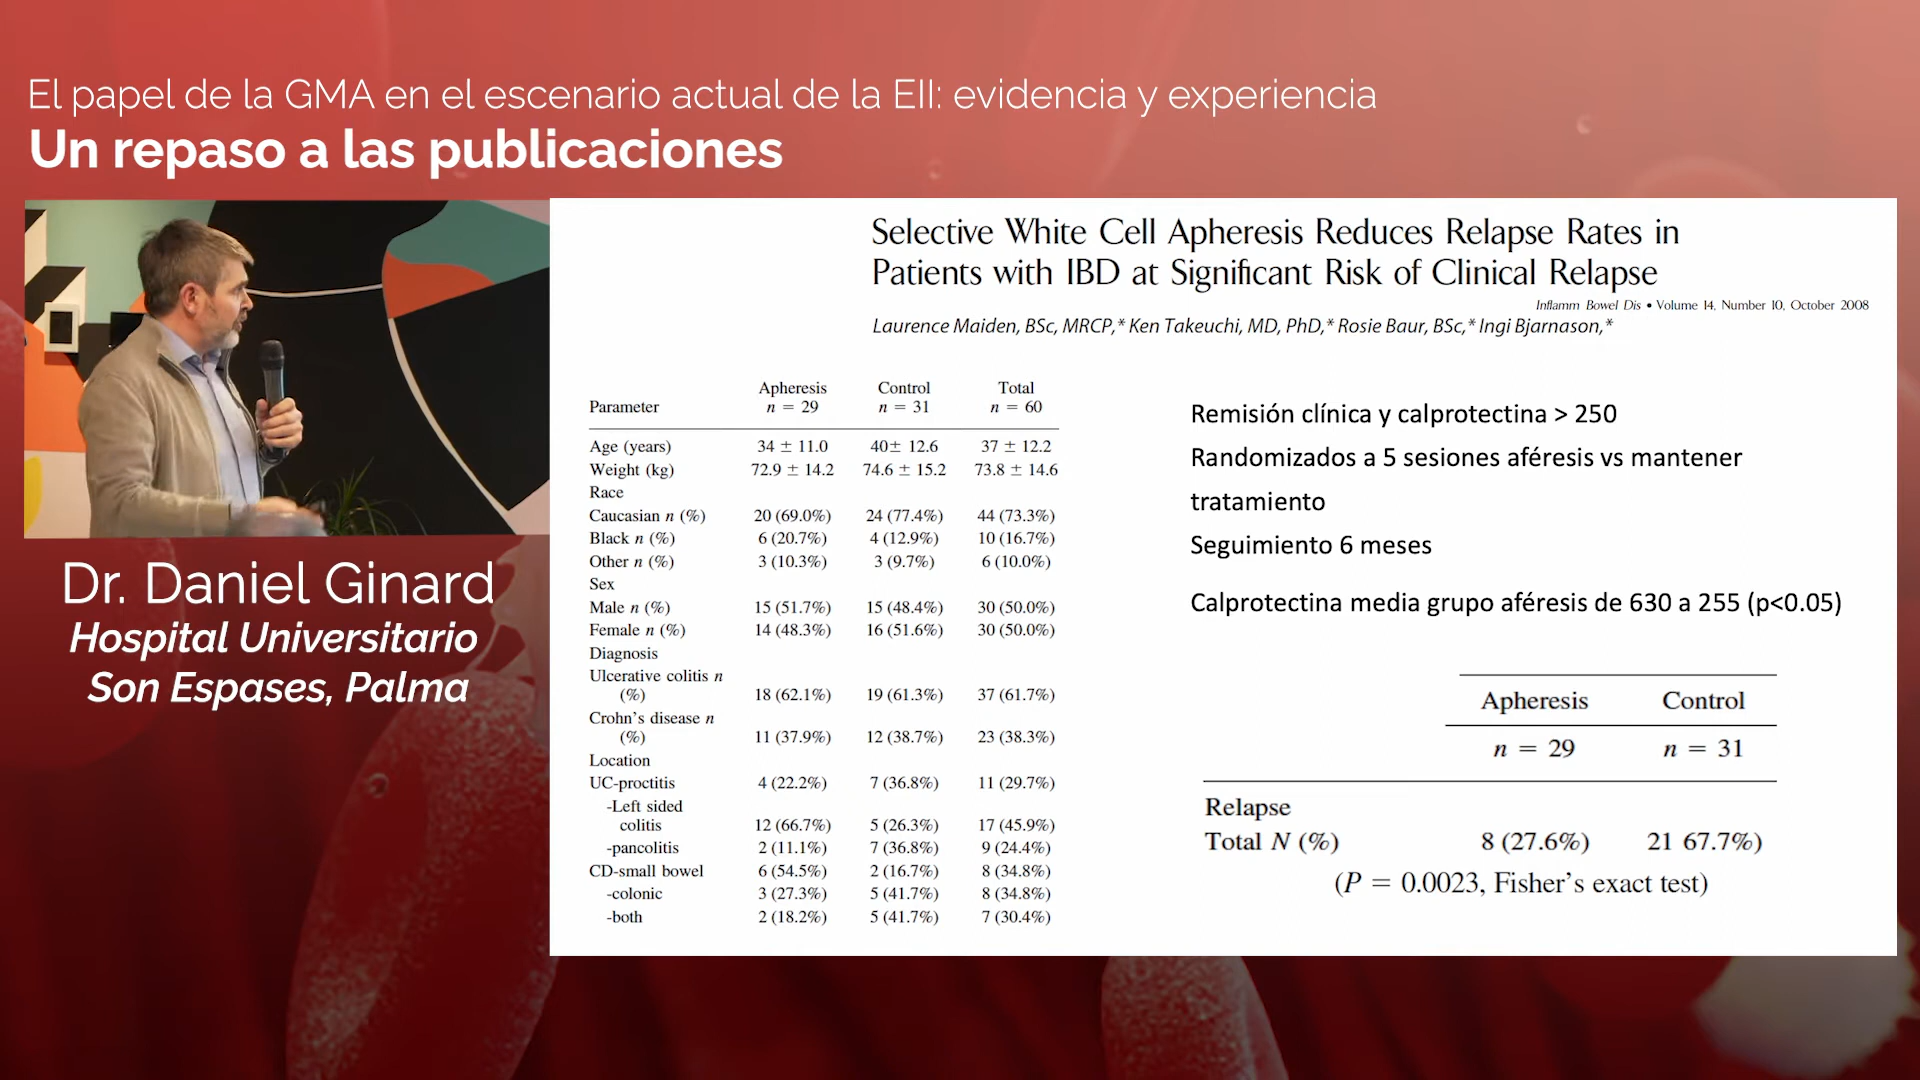 El papel de la GMA en el escenario actual de la EII: evidencia y experiencia
Un repaso a las publicaciones
Dr. Daniel Ginard
Hospital Universitario
Son Espases, Palma
Selective White Cell Apheresis Reduces Relapse Rates in
Patients with IBD at Significant Risk of Clinical Relapse
Inflamm Bowel Dis • Volume 14, Number 10, October 2008
Laurence Maiden, BSc, MRCP,* Ken Takeuchi, MD, PhD,* Rosie Baur, BSc,* Ingi Bjarnason,*
Apheresis Control Total
Parameter n = 29 n = 31 n = 60
Age (years) 34 ± 11.0 40± 12.6 37 ± 12.2
Weight (kg) 72.9 ± 14.2 74.6 ± 15.2 73.8 ± 14.6
Race
Caucasian n (%) 20 (69.0%) 24 (77.4%) 44 (73.3%)
Black n (%) 6 (20.7%) 4 (12.9%) 10 (16.7%)
Other n (%) 3 (10.3%) 3 (9.7%) 6 (10.0%)
Sex
Male n (%) 15 (51.7%) 15 (48.4%) 30 (50.0%)
Female n (%) 14 (48.3%) 16 (51.6%) 30 (50.0%)
Diagnosis
Ulcerative colitis n
(%) 18 (62.1%) 19 (61.3%) 37 (61.7%)
Crohn's disease n
(%) 11 (37.9%) 12 (38.7%) 23 (38.3%)
Location
UC-proctitis 4 (22.2%) 7 (36.8%) 11 (29.7%)
-Left sided
colitis 12 (66.7%) 5 (26.3%) 17 (45.9%)
-pancolitis 2 (11.1%) 7 (36.8%) 9 (24.4%)
CD-small bowel 6 (54.5%) 2 (16.7%) 8 (34.8%)
-colonic 3 (27.3%) 5 (41.7%) 8 (34.8%)
-both 2 (18.2%) 5 (41.7%) 7 (30.4%)
Remisión clínica y calprotectina > 250
Randomizados a 5 sesiones aféresis vs mantener
tratamiento
Seguimiento 6 meses
Calprotectina media grupo aféresis de 630 a 255 (p<0.05)
Apheresis Control
n = 29 n = 31
Relapse
Total N (%) 8 (27.6%) 21 67.7%)
(P = 0.0023, Fisher's exact test)